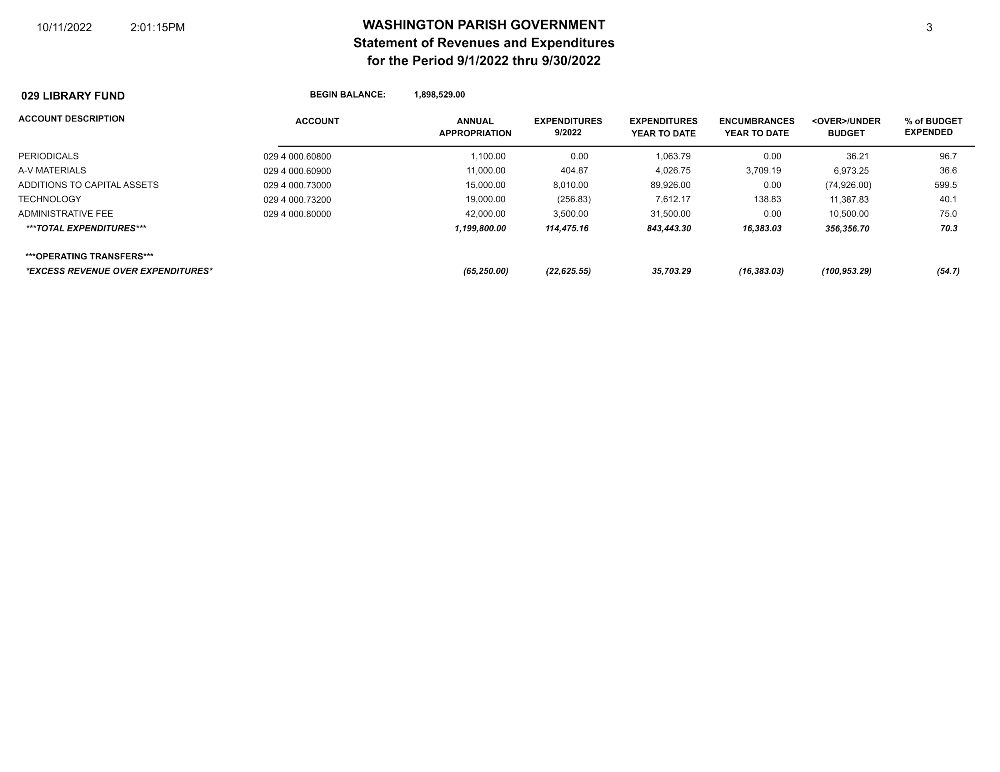 10/11/2022 2:01:15PM WASHINGTON PARISH GOVERNMENT 3
Statement of Revenues and Expenditures
for the Period 9/1/2022 thru 9/30/2022
029 LIBRARY FUND BEGIN BALANCE: 1,898,529.00
ACCOUNT DESCRIPTION ACCOUNT ANNUAL EXPENDITURES EXPENDITURES ENCUMBRANCES <OVER>/UNDER % of BUDGET
APPROPRIATION 9/2022 YEAR TO DATE YEAR TO DATE BUDGET EXPENDED
PERIODICALS 029 4 000.60800 1,100.00 0.00 1,063.79 0.00 36.21 96.7
A-V MATERIALS 029 4 000.60900 11,000.00 404.87 4,026.75 3,709.19 6,973.25 36.6
ADDITIONS TO CAPITAL ASSETS 029 4 000.73000 15,000.00 8,010.00 89,926.00 0.00 (74,926.00) 599.5
TECHNOLOGY 029 4 000.73200 19,000.00 (256.83) 7,612.17 138.83 11,387.83 40.1
ADMINISTRATIVE FEE 029 4 000.80000 42,000.00 3,500.00 31,500.00 0.00 10,500.00 75.0
***TOTAL EXPENDITURES*** 1,199,800.00 114,475.16 843,443.30 16,383.03 356,356.70 70.3
***OPERATING TRANSFERS***
*EXCESS REVENUE OVER EXPENDITURES* (65,250.00) (22,625.55) 35,703.29 (16,383.03) (100,953.29) (54.7)